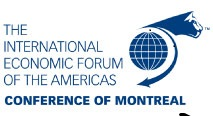 THE
INTERNATIONAL
ECONOMIC FORUM
OF THE AMERICAS
CONFERENCE OF MONTREAL